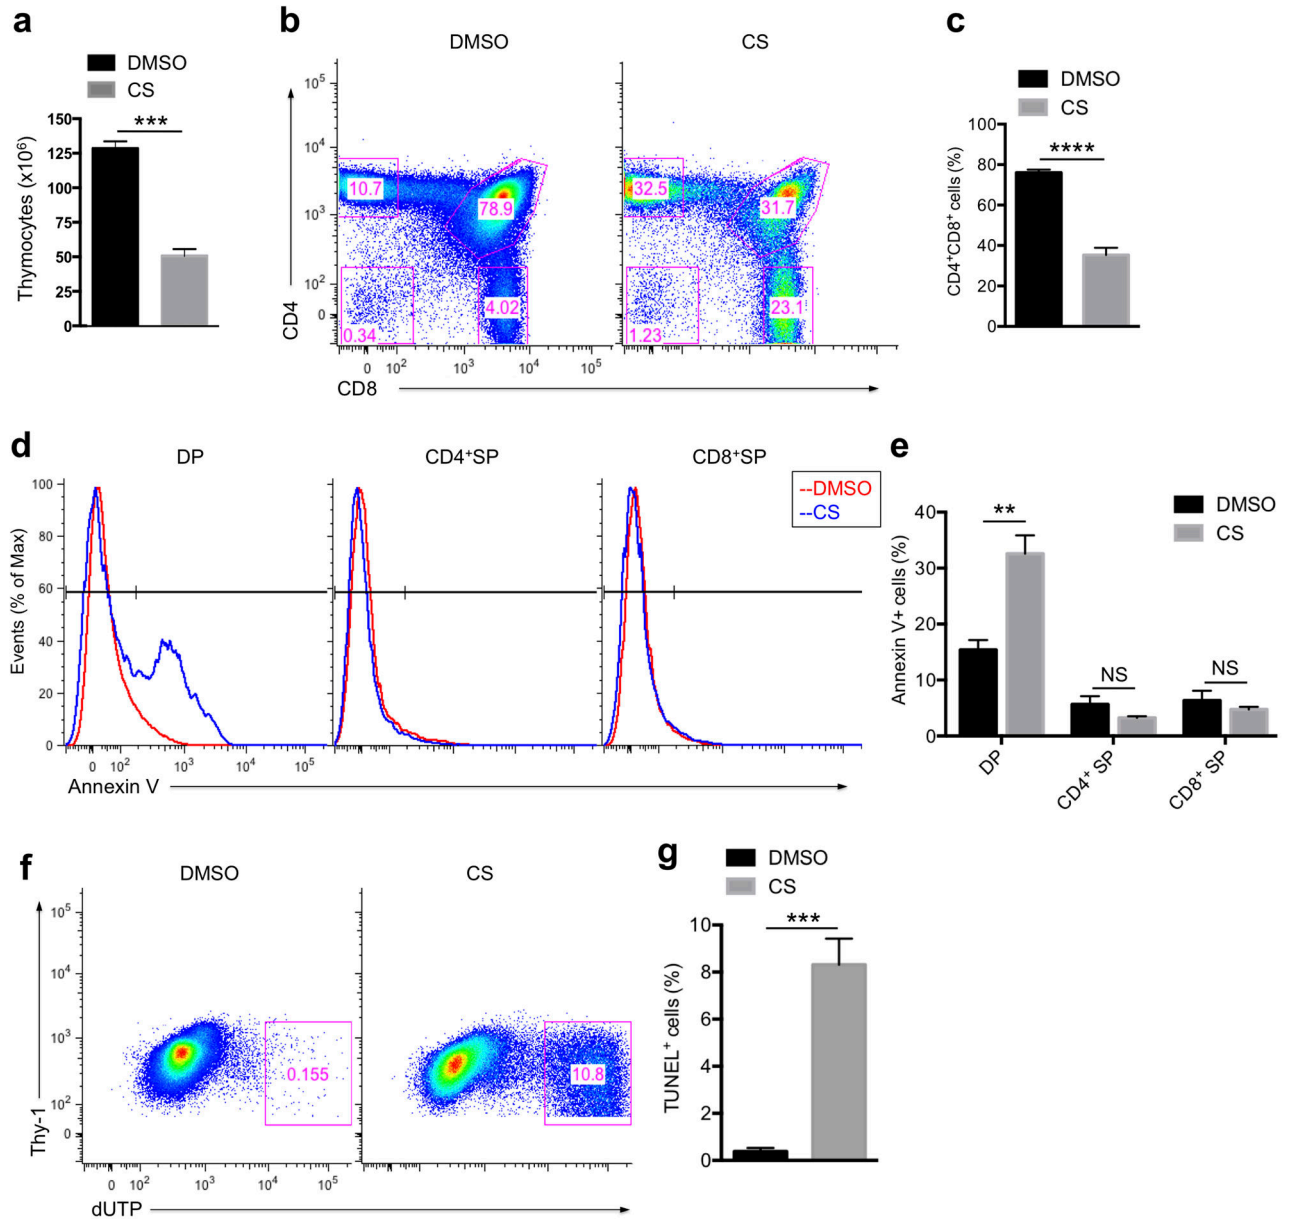 a
DMSO
CS
***
150
125
100
75
50
25
0
Thymocytes (x10⁶)
b
DMSO
CS
10⁵
10⁴
10³
10²
0
CD4
10.7
78.9
4.02
0.34
32.5
31.7
23.1
1.23
0 10² 10³ 10⁴ 10⁵
CD8
c
DMSO
CS
****
100
80
60
40
20
0
CD4⁺CD8⁺ cells (%)
d
DP
CD4⁺SP
CD8⁺SP
--DMSO
--CS
100
80
60
40
20
0
Events (% of Max)
0 10² 10³ 10⁴ 10⁵
Annexin V
e
DMSO
CS
40
30
20
10
0
Annexin V+ cells (%)
**
NS
NS
DP
CD4⁺ SP
CD8⁺ SP
f
DMSO
CS
10⁵
10⁴
10³
10²
0
Thy-1
0.155
10.8
0 10² 10³ 10⁴ 10⁵
dUTP
g
DMSO
CS
***
10
8
6
4
2
0
TUNEL⁺ cells (%)